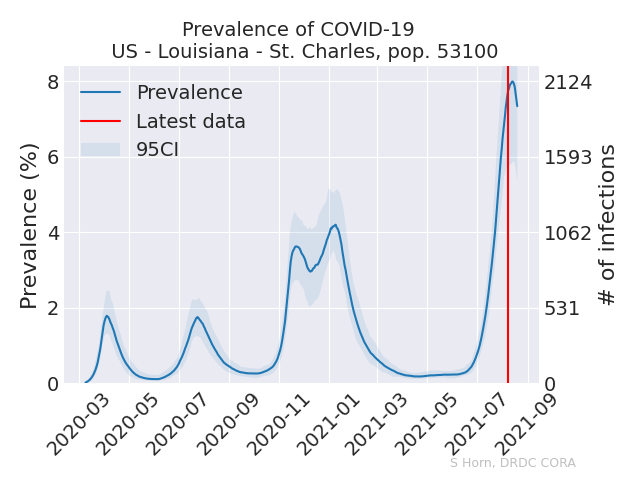 Prevalence of COVID-19
US - Louisiana - St. Charles, pop. 53100
Prevalence
Latest data
95CI
Prevalence (%)
8
6
4
2
0
2124
1593
1062
531
0
# of infections
2020-03
2020-05
2020-07
2020-09
2020-11
2021-01
2021-03
2021-05
2021-07
2021-09
S Horn, DRDC CORA